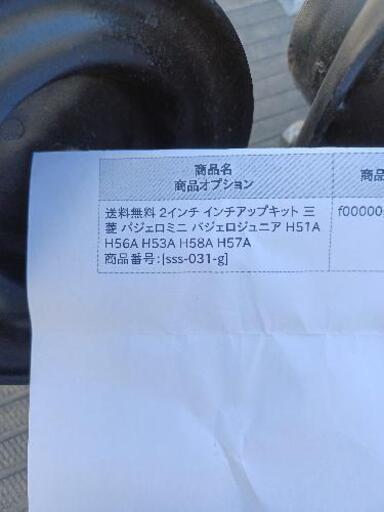 商品名
商品オプション
商品
送料無料 2インチ インチアップキット 三
菱 パジェロミニ パジェロジュニア H51A
H56A H53A H58A H57A
商品番号:[sss-031-g]
f00000